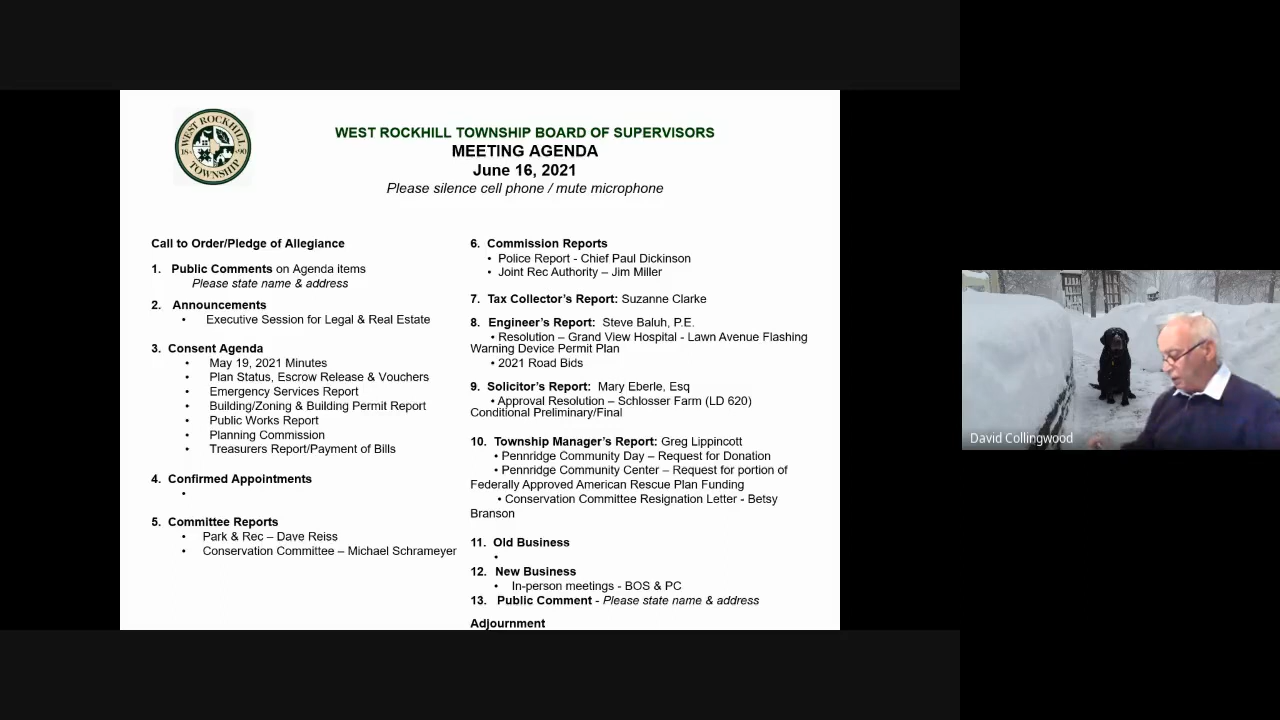 WEST ROCKHILL
18 90
TOWNSHIP
WEST ROCKHILL TOWNSHIP BOARD OF SUPERVISORS
MEETING AGENDA
June 16, 2021
Please silence cell phone / mute microphone
Call to Order/Pledge of Allegiance
1. Public Comments on Agenda items
Please state name & address
2. Announcements
• Executive Session for Legal & Real Estate
3. Consent Agenda
• May 19, 2021 Minutes
• Plan Status, Escrow Release & Vouchers
• Emergency Services Report
• Building/Zoning & Building Permit Report
• Public Works Report
• Planning Commission
• Treasurers Report/Payment of Bills
4. Confirmed Appointments
•
5. Committee Reports
• Park & Rec – Dave Reiss
• Conservation Committee – Michael Schrameyer
6. Commission Reports
• Police Report - Chief Paul Dickinson
• Joint Rec Authority – Jim Miller
7. Tax Collector's Report: Suzanne Clarke
8. Engineer's Report: Steve Baluh, P.E.
• Resolution – Grand View Hospital - Lawn Avenue Flashing
Warning Device Permit Plan
• 2021 Road Bids
9. Solicitor's Report: Mary Eberle, Esq
• Approval Resolution – Schlosser Farm (LD 620)
Conditional Preliminary/Final
10. Township Manager's Report: Greg Lippincott
• Pennridge Community Day – Request for Donation
• Pennridge Community Center – Request for portion of
Federally Approved American Rescue Plan Funding
• Conservation Committee Resignation Letter - Betsy
Branson
11. Old Business
•
12. New Business
• In-person meetings - BOS & PC
13. Public Comment - Please state name & address
Adjournment
David Collingwood